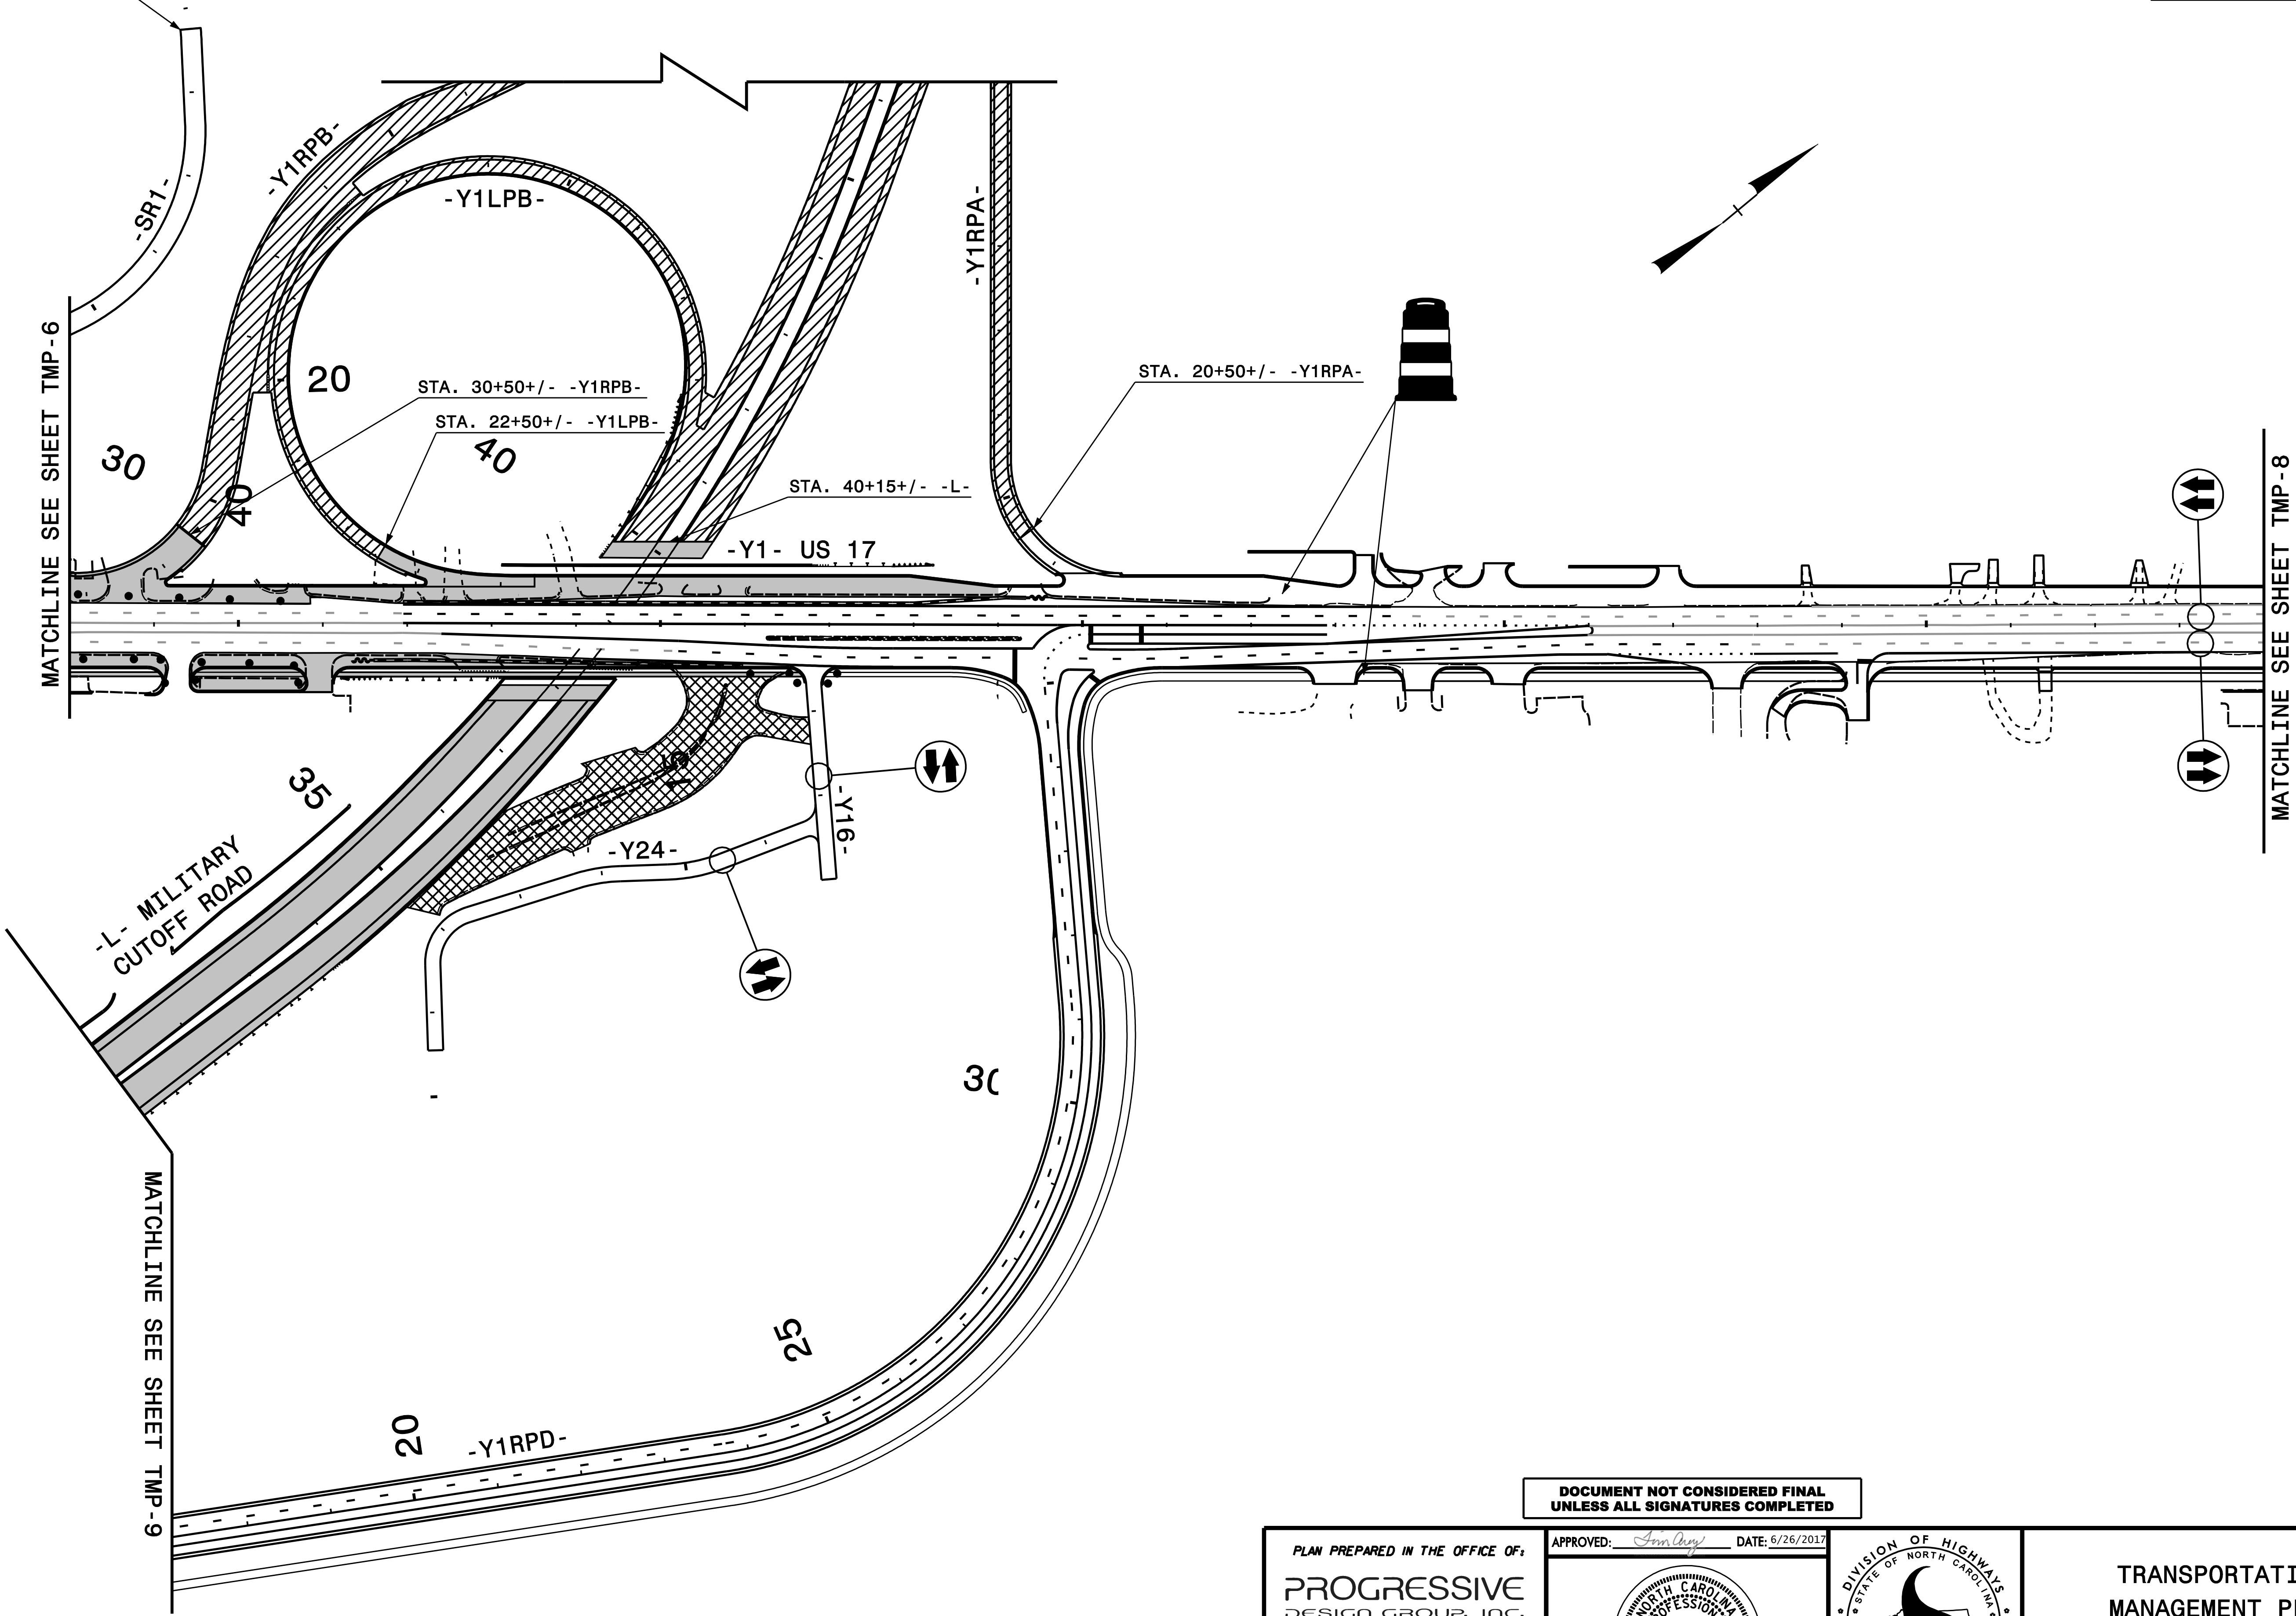 -Y1RPB-
-SR1-
-Y1LPB-
-Y1RPA-
MATCHLINE SEE SHEET TMP-6
20
STA. 30+50+/- -Y1RPB-
STA. 22+50+/- -Y1LPB-
STA. 20+50+/- -Y1RPA-
30
40
40
STA. 40+15+/- -L-
-Y1- US 17
MATCHLINE SEE SHEET TMP-8
35
15
-Y16-
-Y24-
-L- MILITARY
CUTOFF ROAD
30
25
20
-Y1RPD-
MATCHLINE SEE SHEET TMP-9
DOCUMENT NOT CONSIDERED FINAL
UNLESS ALL SIGNATURES COMPLETED
PLAN PREPARED IN THE OFFICE OF:
PROGRESSIVE
DESIGN GROUP, INC.
APPROVED: DATE: 6/26/2017
NORTH CAROLINA
DIVISION OF HIGHWAYS
STATE OF NORTH CAROLINA